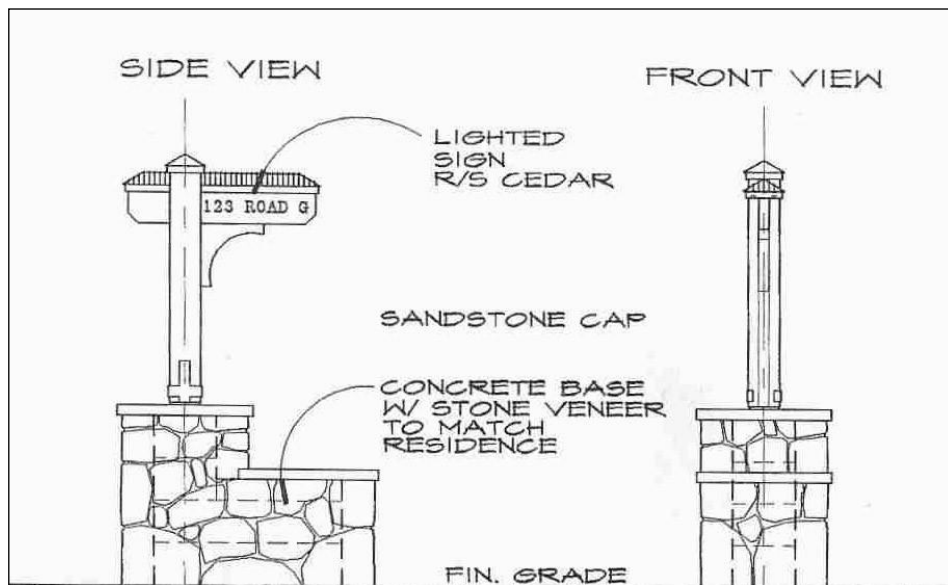 SIDE VIEW
FRONT VIEW
LIGHTED
SIGN
R/S CEDAR
123 ROAD G
SANDSTONE CAP
CONCRETE BASE
W/ STONE VENEER
TO MATCH
RESIDENCE
FIN. GRADE